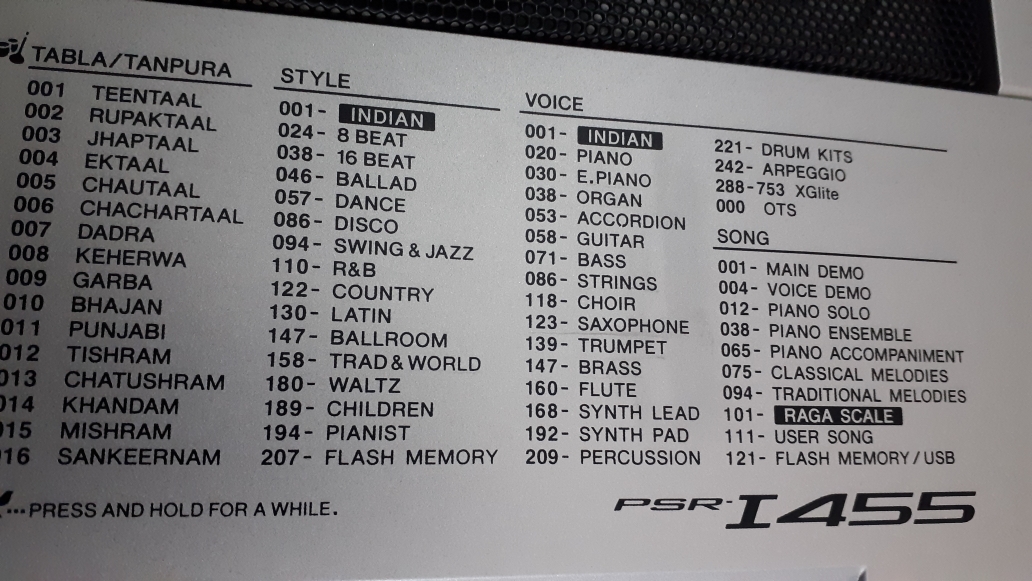 TABLA/TANPURA
001 TEENTAAL
002 RUPAKTAAL
003 JHAPTAAL
004 EKTAAL
005 CHAUTAAL
006 CHACHARTAAL
007 DADRA
008 KEHERWA
009 GARBA
010 BHAJAN
011 PUNJABI
012 TISHRAM
013 CHATUSHRAM
014 KHANDAM
015 MISHRAM
16 SANKEERNAM
STYLE
001- INDIAN
024- 8 BEAT
038- 16 BEAT
046- BALLAD
057- DANCE
086- DISCO
094- SWING & JAZZ
110- R&B
122- COUNTRY
130- LATIN
147- BALLROOM
158- TRAD & WORLD
180- WALTZ
189- CHILDREN
194- PIANIST
207- FLASH MEMORY
VOICE
001- INDIAN
020- PIANO
030- E.PIANO
038- ORGAN
053- ACCORDION
058- GUITAR
071- BASS
086- STRINGS
118- CHOIR
123- SAXOPHONE
139- TRUMPET
147- BRASS
160- FLUTE
168- SYNTH LEAD
192- SYNTH PAD
209- PERCUSSION
221- DRUM KITS
242- ARPEGGIO
288-753 XGlite
000 OTS
SONG
001- MAIN DEMO
004- VOICE DEMO
012- PIANO SOLO
038- PIANO ENSEMBLE
065- PIANO ACCOMPANIMENT
075- CLASSICAL MELODIES
094- TRADITIONAL MELODIES
101- RAGA SCALE
111- USER SONG
121- FLASH MEMORY / USB
...PRESS AND HOLD FOR A WHILE.
PSR-I455